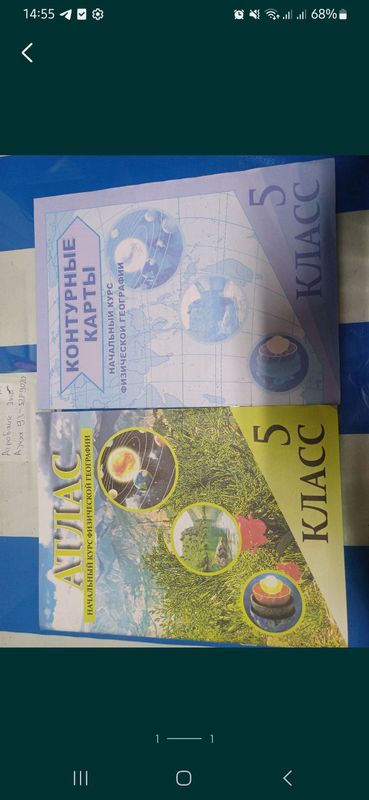 14:55
68%
КОНТУРНЫЕ
КАРТЫ
НАЧАЛЬНЫЙ КУРС
ФИЗИЧЕСКОЙ ГЕОГРАФИИ
5
КЛАСС
АТЛАС
НАЧАЛЬНЫЙ КУРС ФИЗИЧЕСКОЙ ГЕОГРАФИИ
5
КЛАСС
1
1